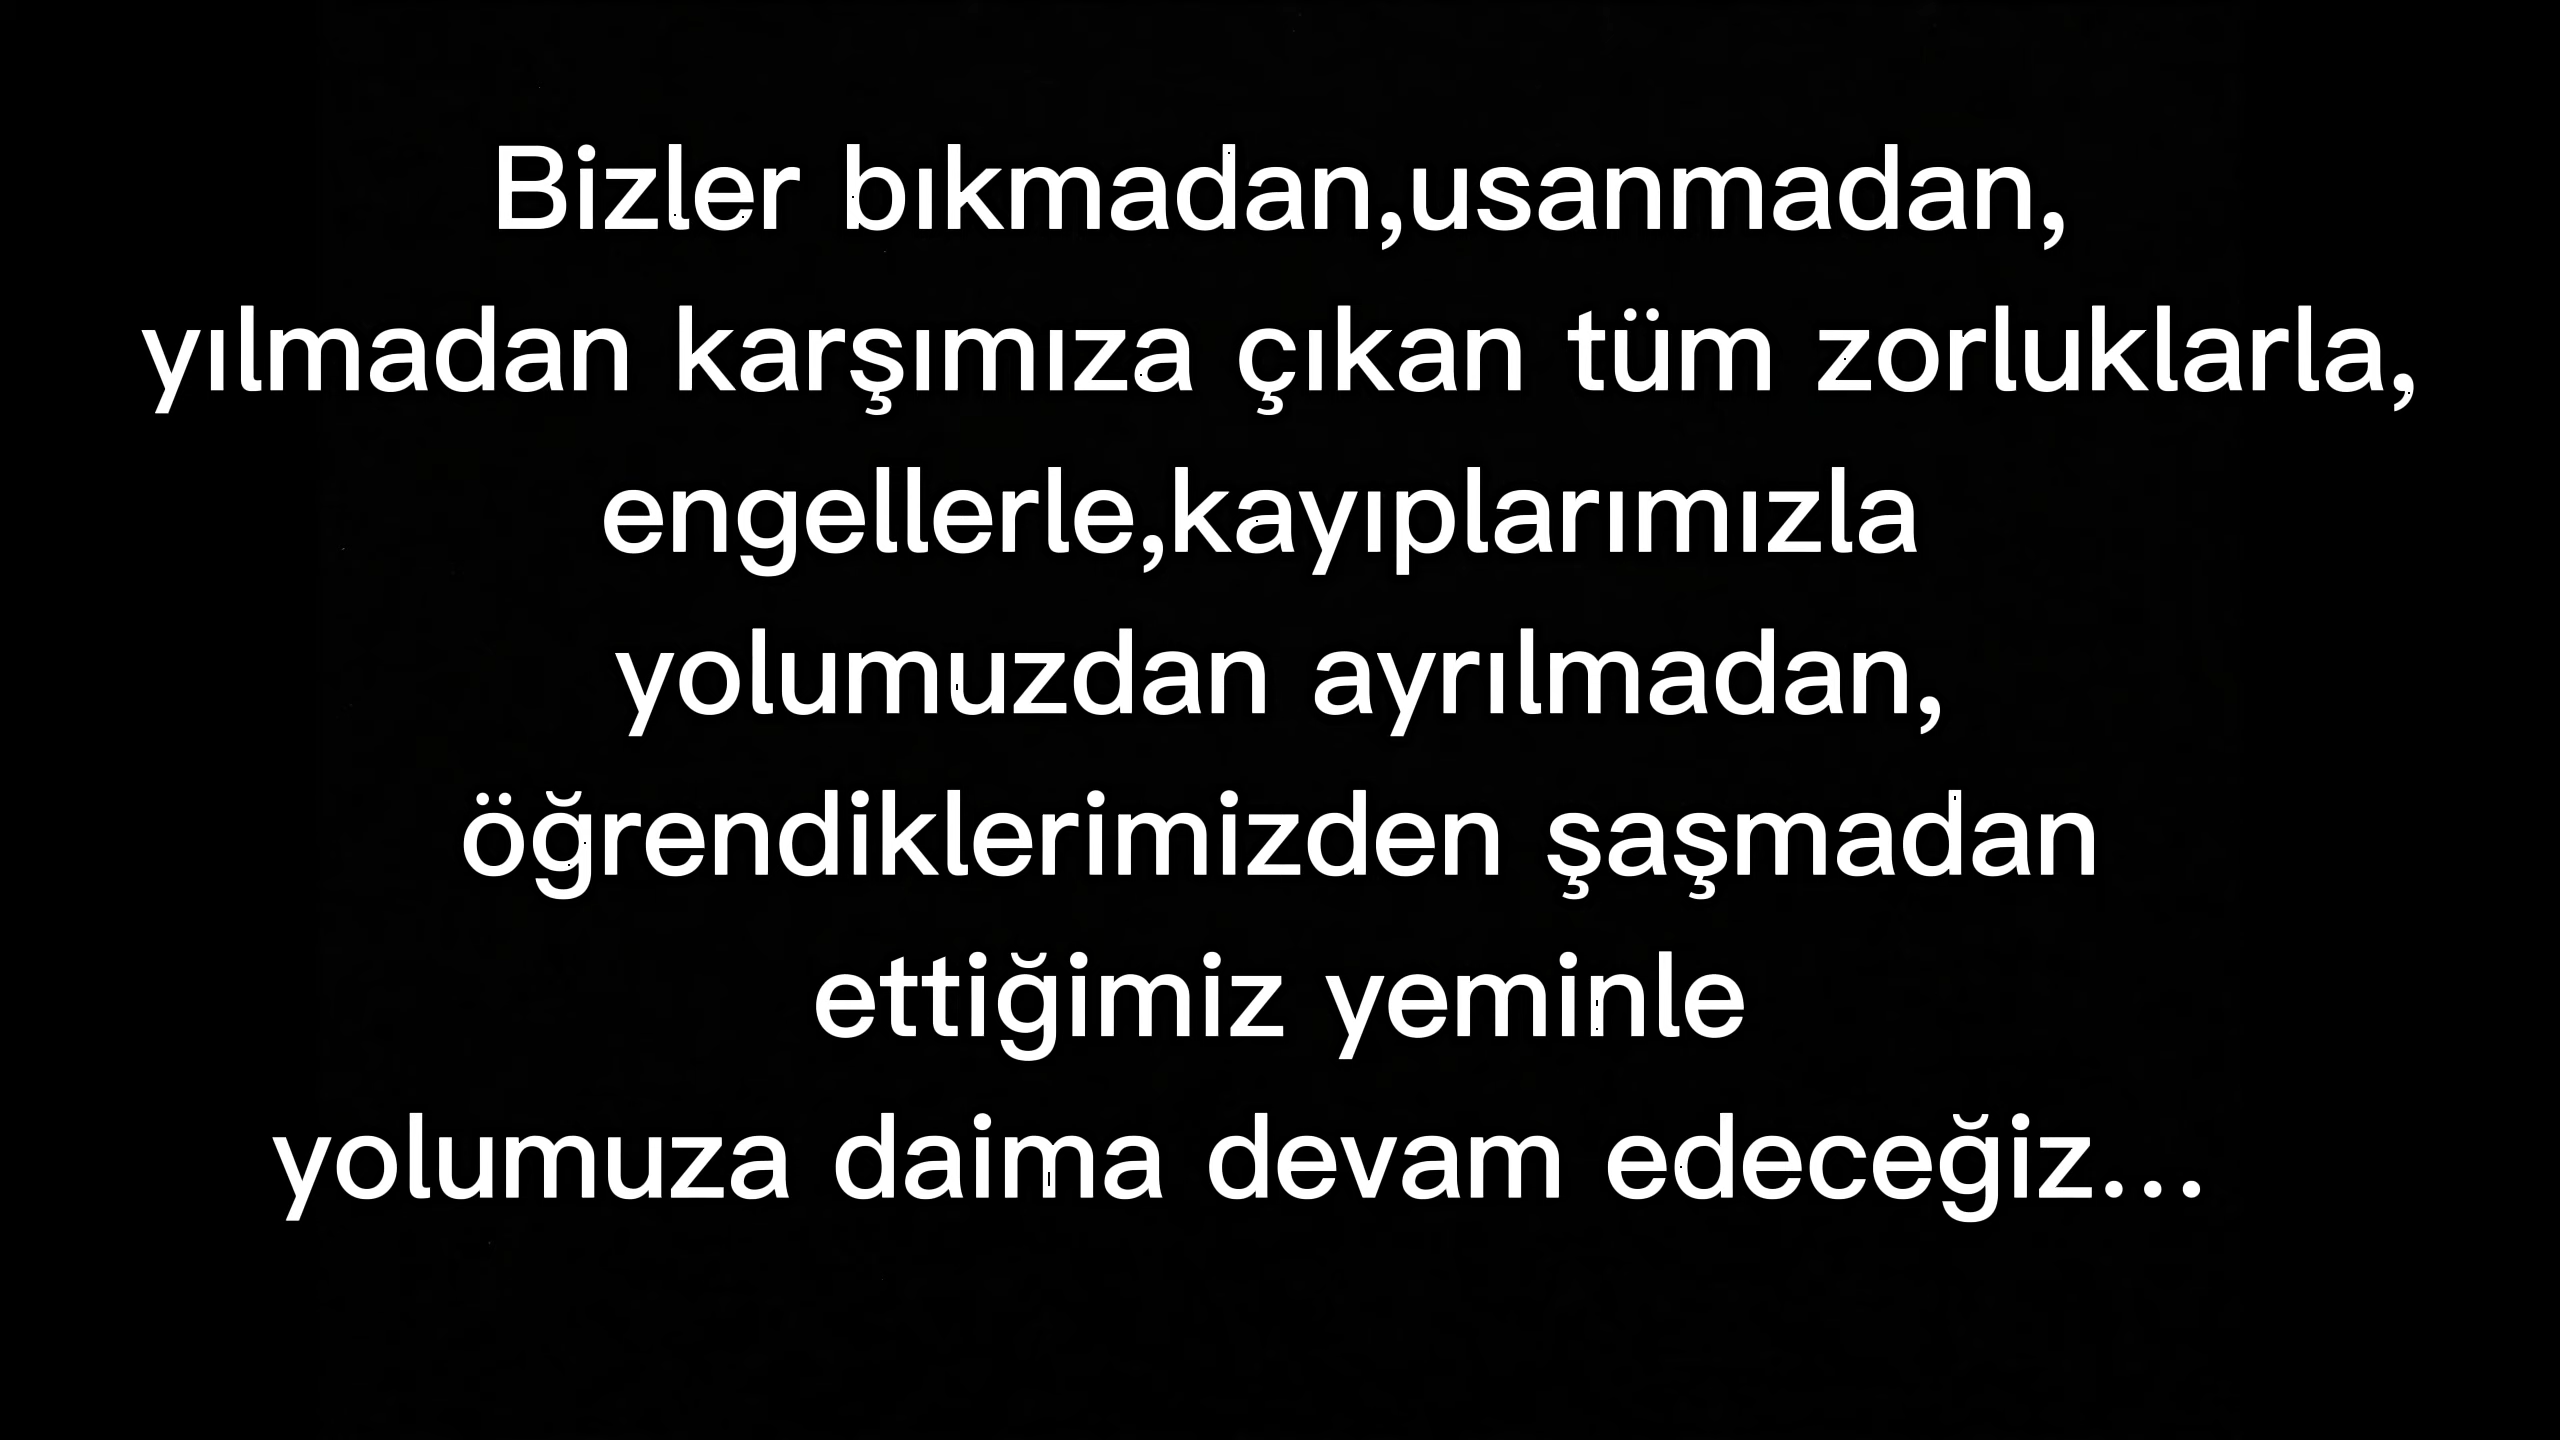 Bizler bıkmadan,usanmadan,
yılmadan karşımıza çıkan tüm zorluklarla,
engellerle,kayıplarımızla
yolumuzdan ayrılmadan,
öğrendiklerimizden şaşmadan
ettiğimiz yeminle
yolumuza daima devam edeceğiz...